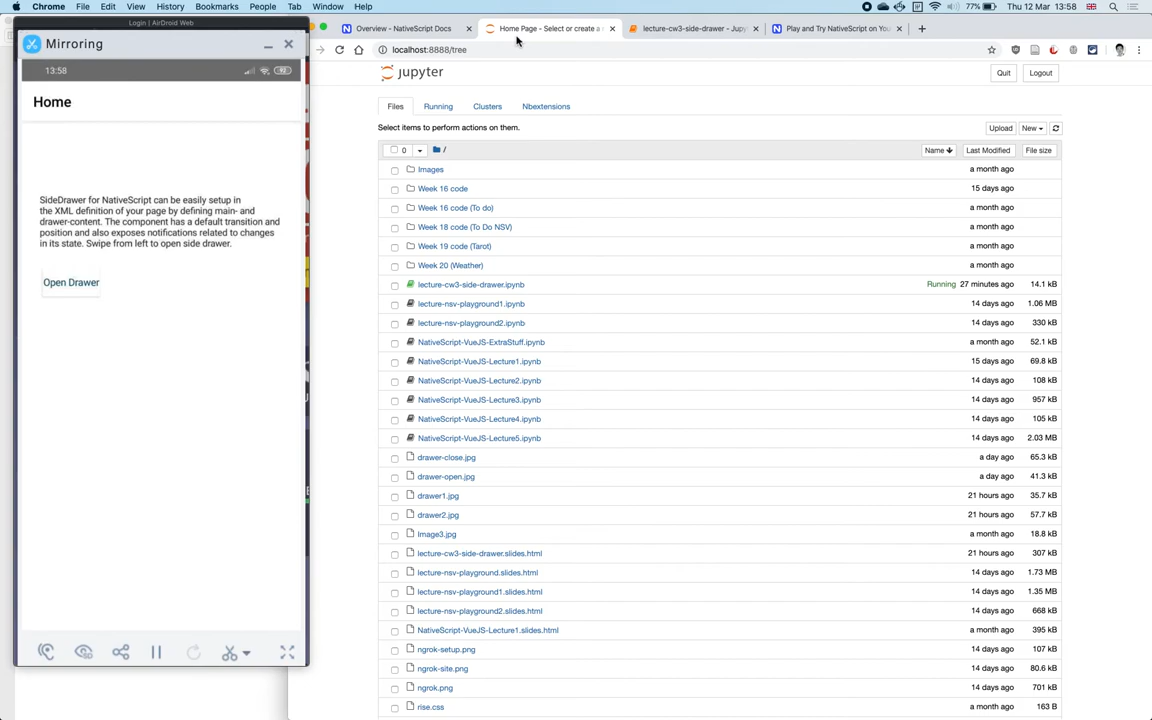 Chrome File Edit View History Bookmarks People Tab Window Help
77% Thu 12 Mar 13:58
Login | AirDroid Web
Mirroring
13:58
Home
SideDrawer for NativeScript can be easily setup in
the XML definition of your page by defining main- and
drawer-content. The component has a default transition and
position and also exposes notifications related to changes
in its state. Swipe from left to open side drawer.
Open Drawer
Overview - NativeScript Docs
Home Page - Select or create a
lecture-cw3-side-drawer - Jupyt
Play and Try NativeScript on You
localhost:8888/tree
jupyter
Quit Logout
Files Running Clusters Nbextensions
Select items to perform actions on them.
Upload New
0 / Name Last Modified File size
Images a month ago
Week 16 code 15 days ago
Week 16 code (To do) a month ago
Week 18 code (To Do NSV) a month ago
Week 19 code (Tarot) a month ago
Week 20 (Weather) a month ago
lecture-cw3-side-drawer.ipynb Running 27 minutes ago 14.1 kB
lecture-nsv-playground1.ipynb 14 days ago 1.06 MB
lecture-nsv-playground2.ipynb 14 days ago 330 kB
NativeScript-VueJS-ExtraStuff.ipynb a month ago 52.1 kB
NativeScript-VueJS-Lecture1.ipynb 15 days ago 69.8 kB
NativeScript-VueJS-Lecture2.ipynb 14 days ago 108 kB
NativeScript-VueJS-Lecture3.ipynb 14 days ago 957 kB
NativeScript-VueJS-Lecture4.ipynb 14 days ago 105 kB
NativeScript-VueJS-Lecture5.ipynb 14 days ago 2.03 MB
drawer-close.jpg a day ago 65.3 kB
drawer-open.jpg a day ago 41.3 kB
drawer1.jpg 21 hours ago 35.7 kB
drawer2.jpg 21 hours ago 57.7 kB
Image3.jpg a month ago 18.8 kB
lecture-cw3-side-drawer.slides.html 21 hours ago 307 kB
lecture-nsv-playground.slides.html 14 days ago 1.73 MB
lecture-nsv-playground1.slides.html 14 days ago 1.35 MB
lecture-nsv-playground2.slides.html 14 days ago 668 kB
NativeScript-VueJS-Lecture1.slides.html a month ago 395 kB
ngrok-setup.png 14 days ago 107 kB
ngrok-site.png 14 days ago 80.6 kB
ngrok.png 14 days ago 701 kB
rise.css a month ago 163 B